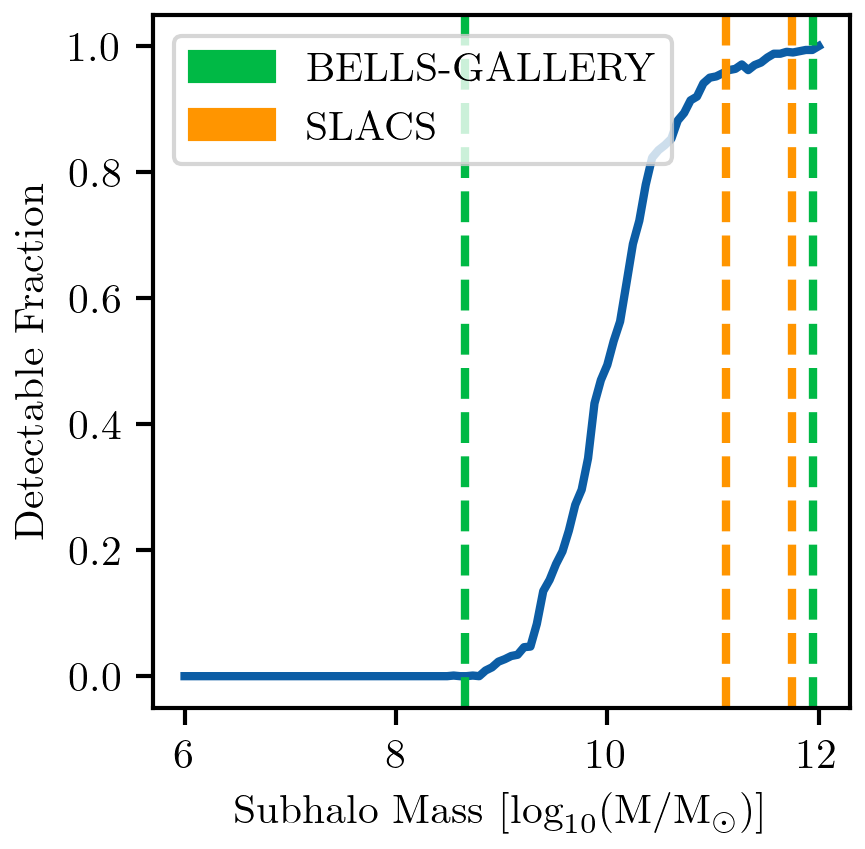 BELLS-GALLERY
SLACS
1.0
0.8
0.6
0.4
0.2
0.0
Detectable Fraction
6 8 10 12
Subhalo Mass [log₁₀(M/M⊙)]